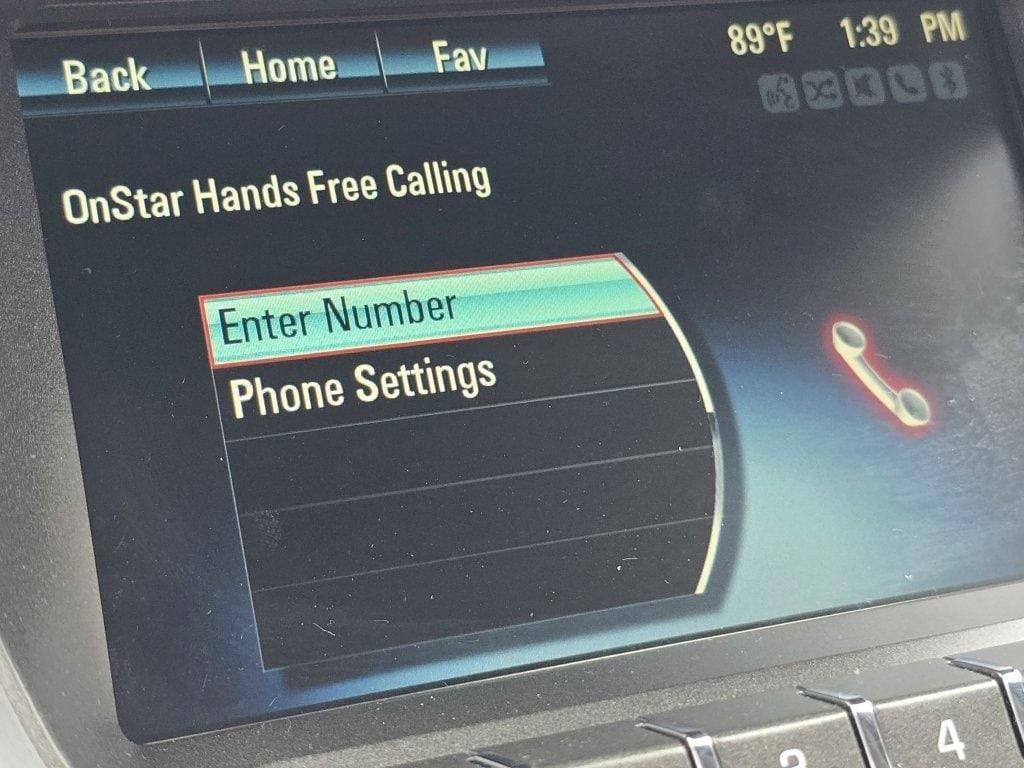 Back Home Fav 89°F 1:39 PM
OnStar Hands Free Calling
Enter Number
Phone Settings
4